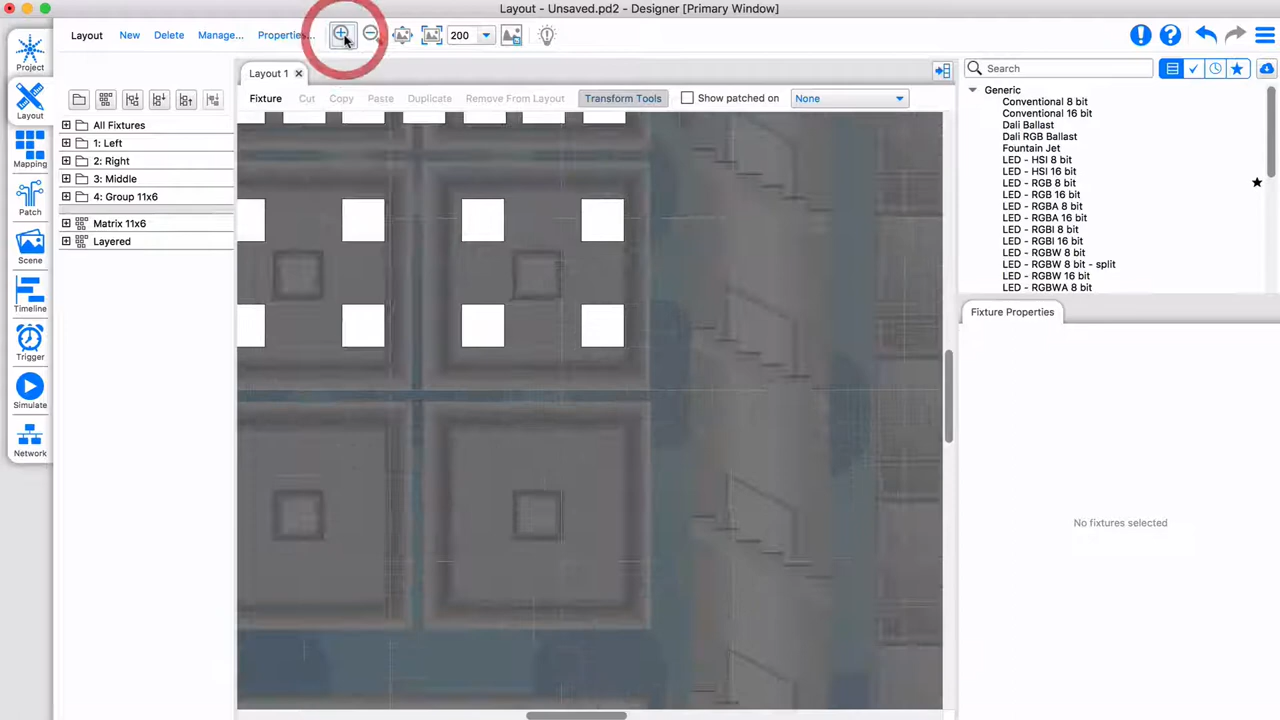 Layout - Unsaved.pd2 - Designer [Primary Window]
Layout New Delete Manage... Properties... 200
Project
Layout
Mapping
Patch
Scene
Timeline
Trigger
Simulate
Network
All Fixtures
1: Left
2: Right
3: Middle
4: Group 11x6
Matrix 11x6
Layered
Layout 1
Fixture Cut Copy Paste Duplicate Remove From Layout Transform Tools Show patched on None
Search
Generic
Conventional 8 bit
Conventional 16 bit
Dali Ballast
Dali RGB Ballast
Fountain Jet
LED - HSI 8 bit
LED - HSI 16 bit
LED - RGB 8 bit
LED - RGB 16 bit
LED - RGBA 8 bit
LED - RGBA 16 bit
LED - RGBI 8 bit
LED - RGBI 16 bit
LED - RGBW 8 bit
LED - RGBW 8 bit - split
LED - RGBW 16 bit
LED - RGBWA 8 bit
Fixture Properties
No fixtures selected